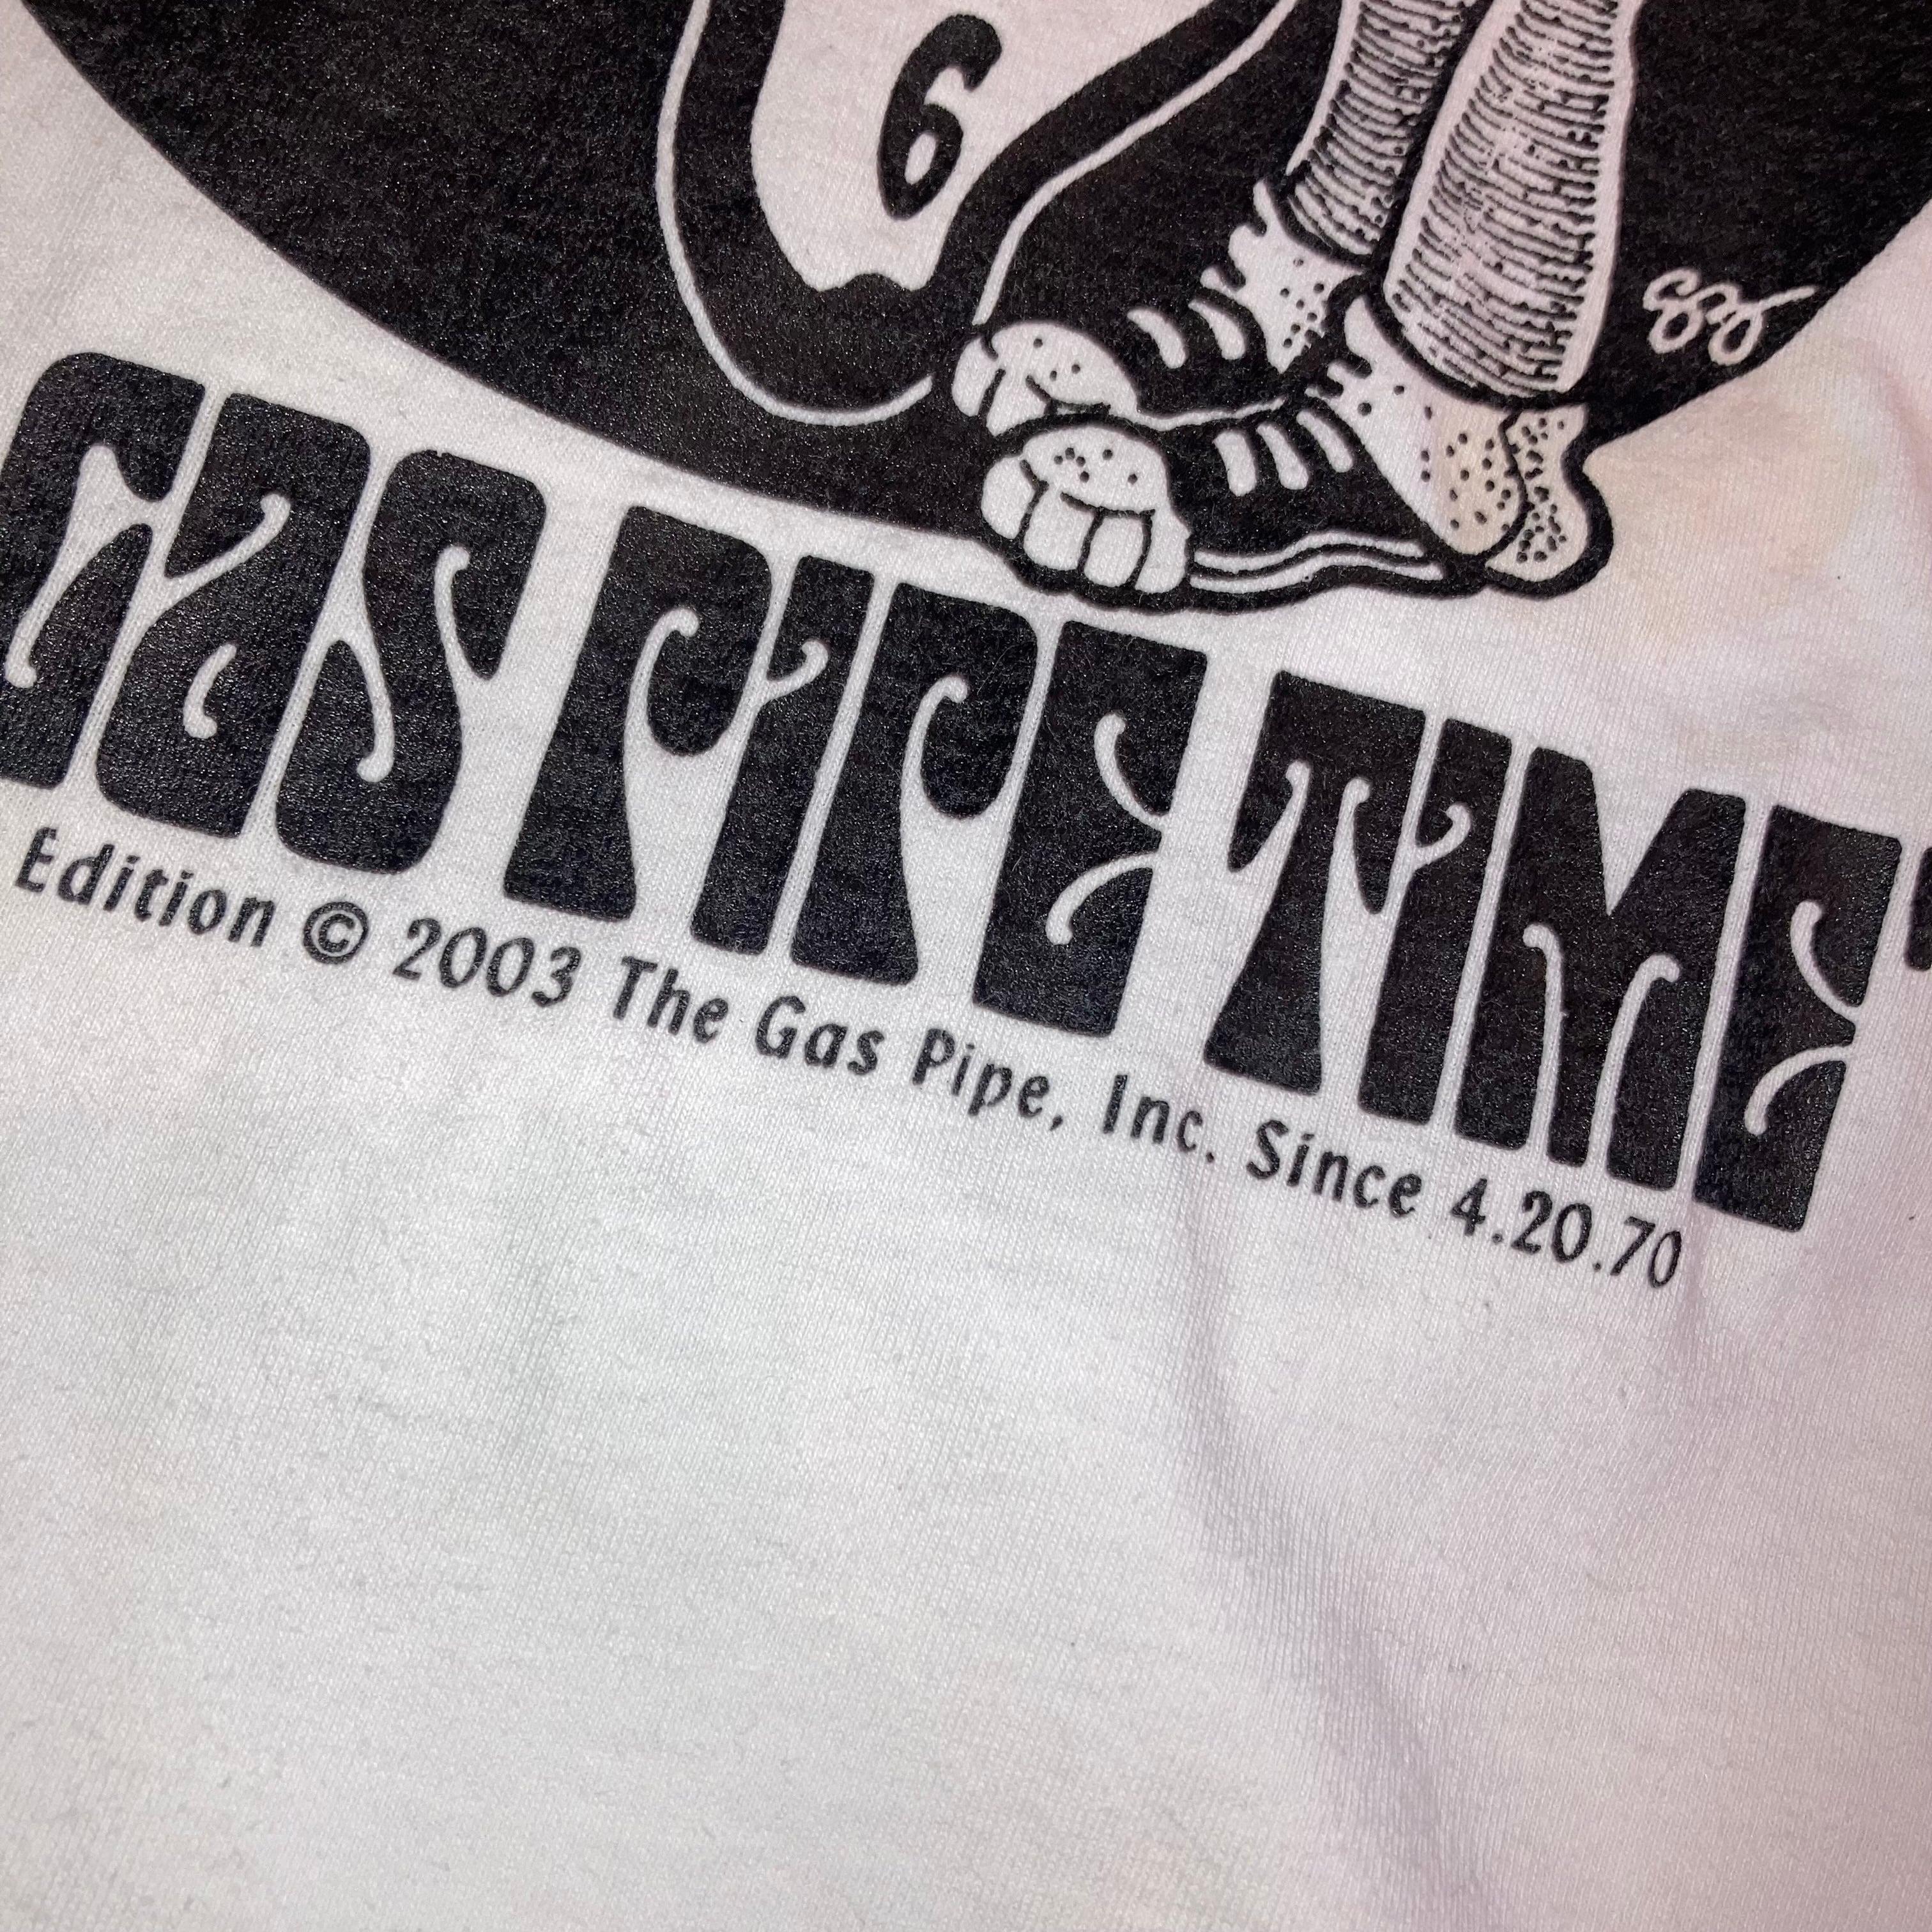 6
GAS PIPE TIME
Edition © 2003 The Gas Pipe, Inc. Since 4.20.70